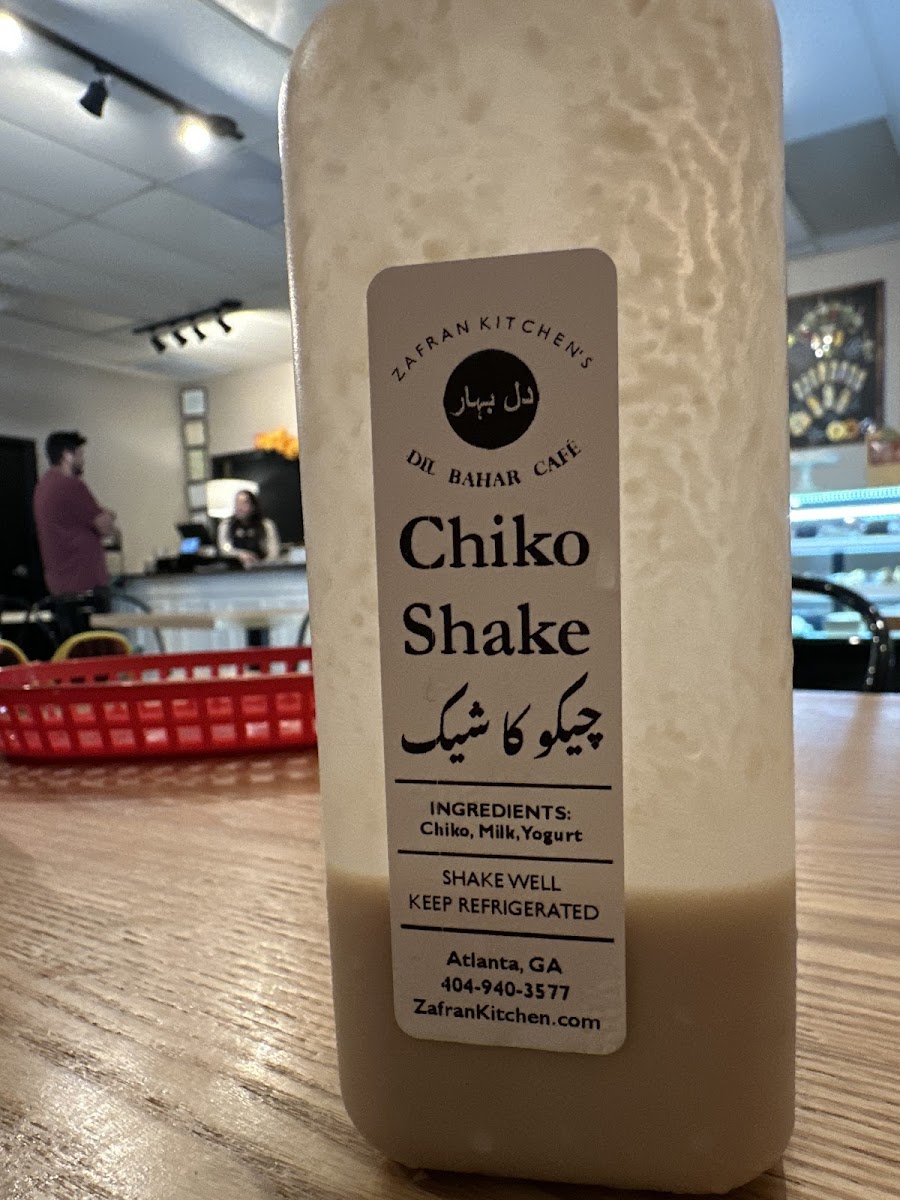 ZAFRAN KITCHEN'S
دل بہار
DIL BAHAR CAFÉ
Chiko
Shake
چیکو کا شیک
INGREDIENTS:
Chiko, Milk, Yogurt
SHAKE WELL
KEEP REFRIGERATED
Atlanta, GA
404-940-3577
ZafranKitchen.com